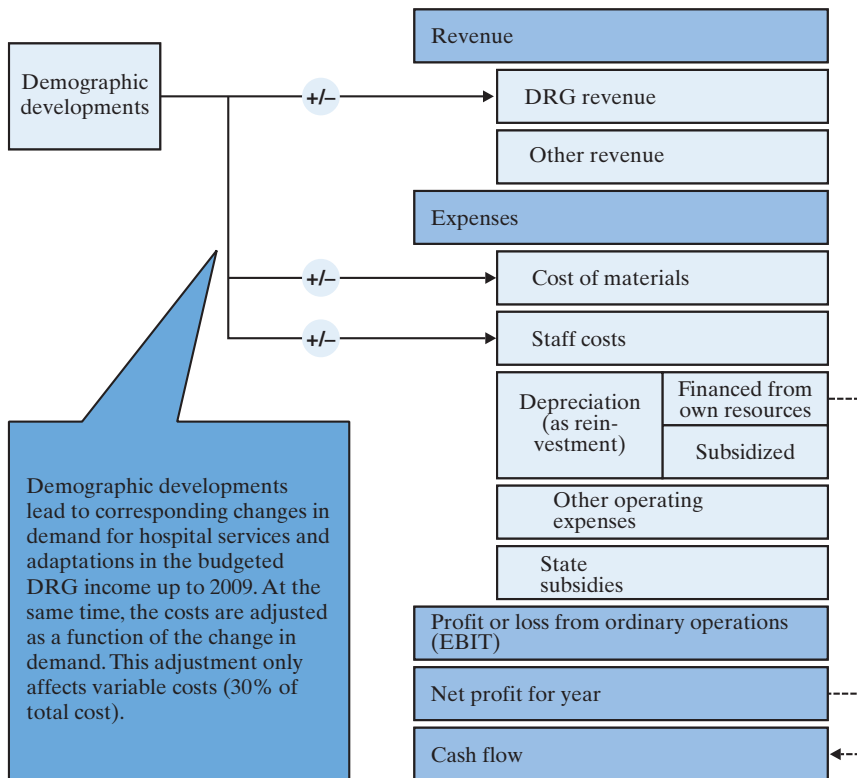 Revenue
Demographic
developments
+/–
DRG revenue
Other revenue
Expenses
+/–
Cost of materials
+/–
Staff costs
Depreciation
(as rein-
vestment)
Financed from
own resources
Subsidized
Other operating
expenses
State
subsidies
Demographic developments
lead to corresponding changes in
demand for hospital services and
adaptations in the budgeted
DRG income up to 2009. At the
same time, the costs are adjusted
as a function of the change in
demand. This adjustment only
affects variable costs (30% of
total cost).
Profit or loss from ordinary operations
(EBIT)
Net profit for year
Cash flow